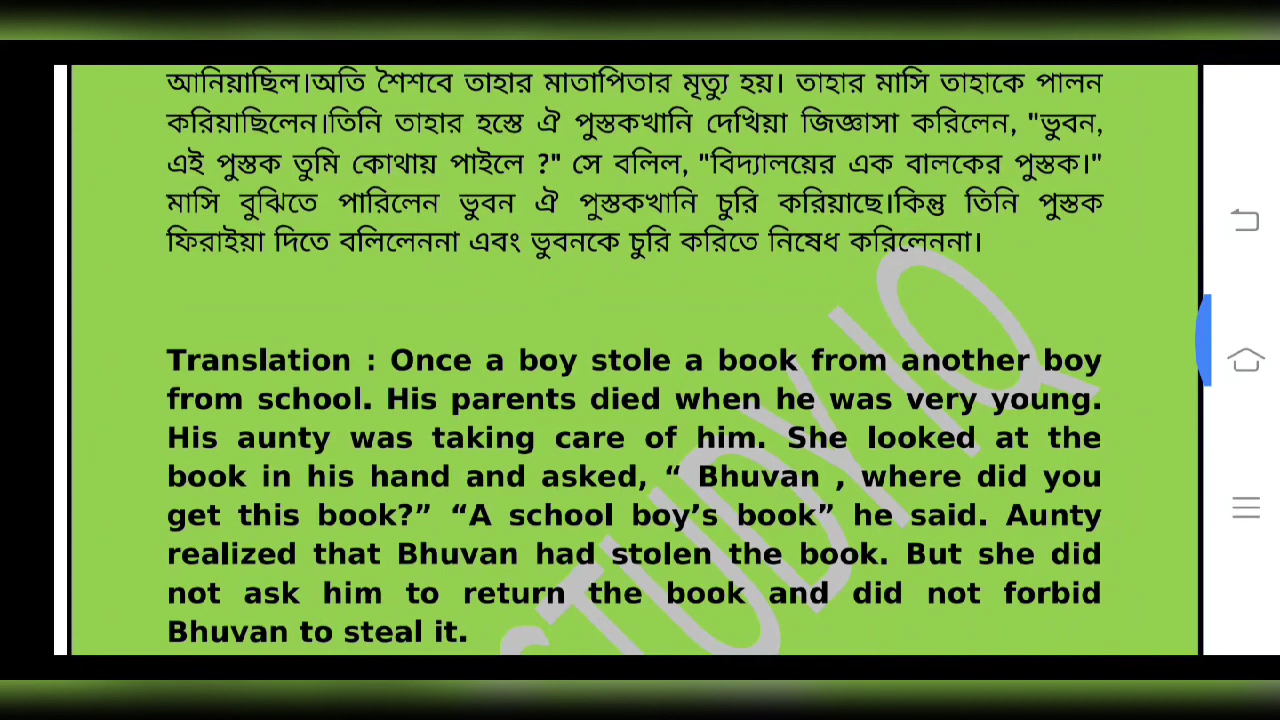 আনিয়াছিল।অতি শৈশবে তাহার মাতাপিতার মৃত্যু হয়। তাহার মাসি তাহাকে পালন
করিয়াছিলেন।তিনি তাহার হস্তে ঐ পুস্তকখানি দেখিয়া জিজ্ঞাসা করিলেন, "ভুবন,
এই পুস্তক তুমি কোথায় পাইলে ?" সে বলিল, "বিদ্যালয়ের এক বালকের পুস্তক।"
মাসি বুঝিতে পারিলেন ভুবন ঐ পুস্তকখানি চুরি করিয়াছে।কিন্তু তিনি পুস্তক
ফিরাইয়া দিতে বলিলেননা এবং ভুবনকে চুরি করিতে নিষেধ করিলেননা।
Translation : Once a boy stole a book from another boy
from school. His parents died when he was very young.
His aunty was taking care of him. She looked at the
book in his hand and asked, “ Bhuvan , where did you
get this book?” “A school boy’s book” he said. Aunty
realized that Bhuvan had stolen the book. But she did
not ask him to return the book and did not forbid
Bhuvan to steal it.
STUDY IQ